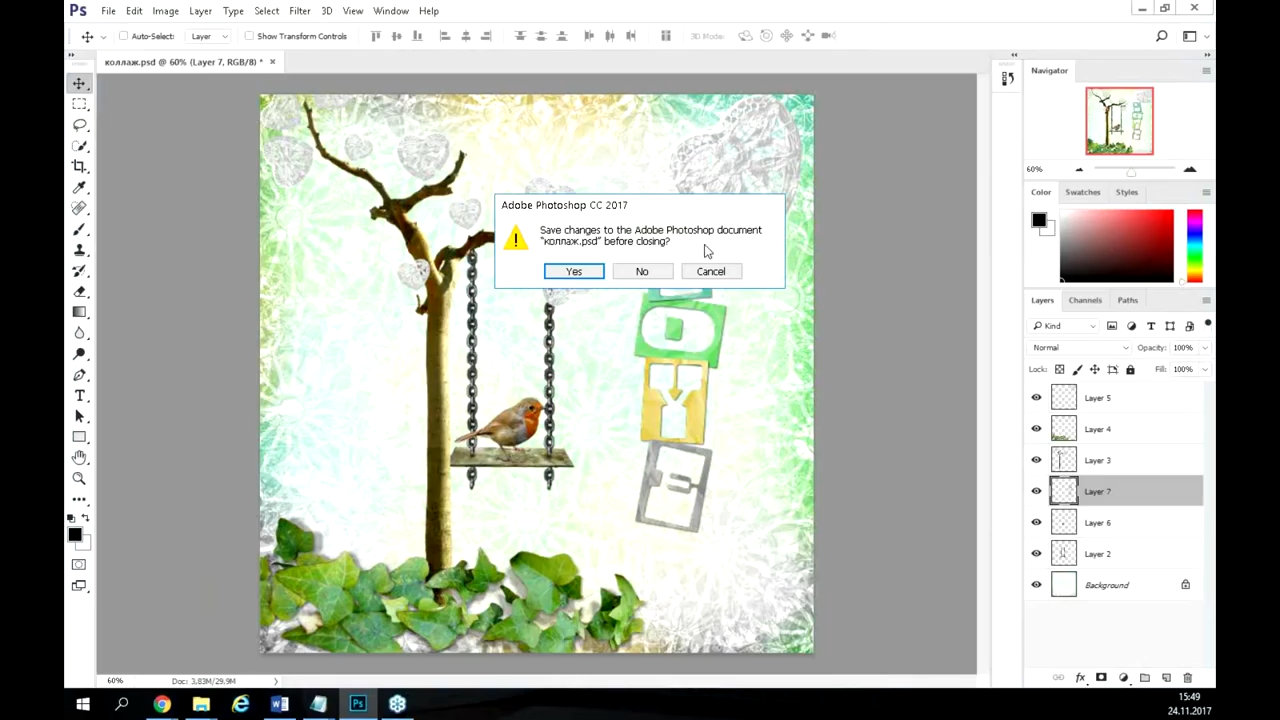 Ps File Edit Image Layer Type Select Filter 3D View Window Help
Auto-Select: Layer Show Transform Controls 3D Mode:
коллаж.psd @ 60% (Layer 7, RGB/8) *
Navigator
60%
Color Swatches Styles
Adobe Photoshop CC 2017
Save changes to the Adobe Photoshop document
"коллаж.psd" before closing?
Yes No Cancel
Layers Channels Paths
Kind
Normal Opacity: 100%
Lock: Fill: 100%
Layer 5
Layer 4
Layer 3
Layer 7
Layer 6
Layer 2
Background
60% Doc: 3,83M/29,9M
15:49
24.11.2017